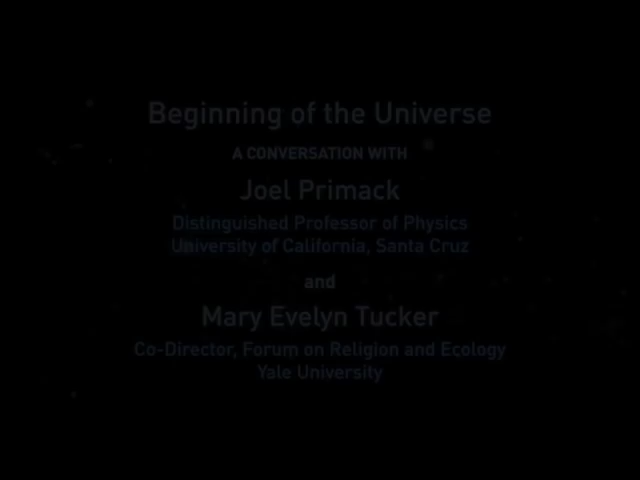 Beginning of the Universe
A CONVERSATION WITH
Joel Primack
Distinguished Professor of Physics
University of California, Santa Cruz
and
Mary Evelyn Tucker
Co-Director, Forum on Religion and Ecology
Yale University